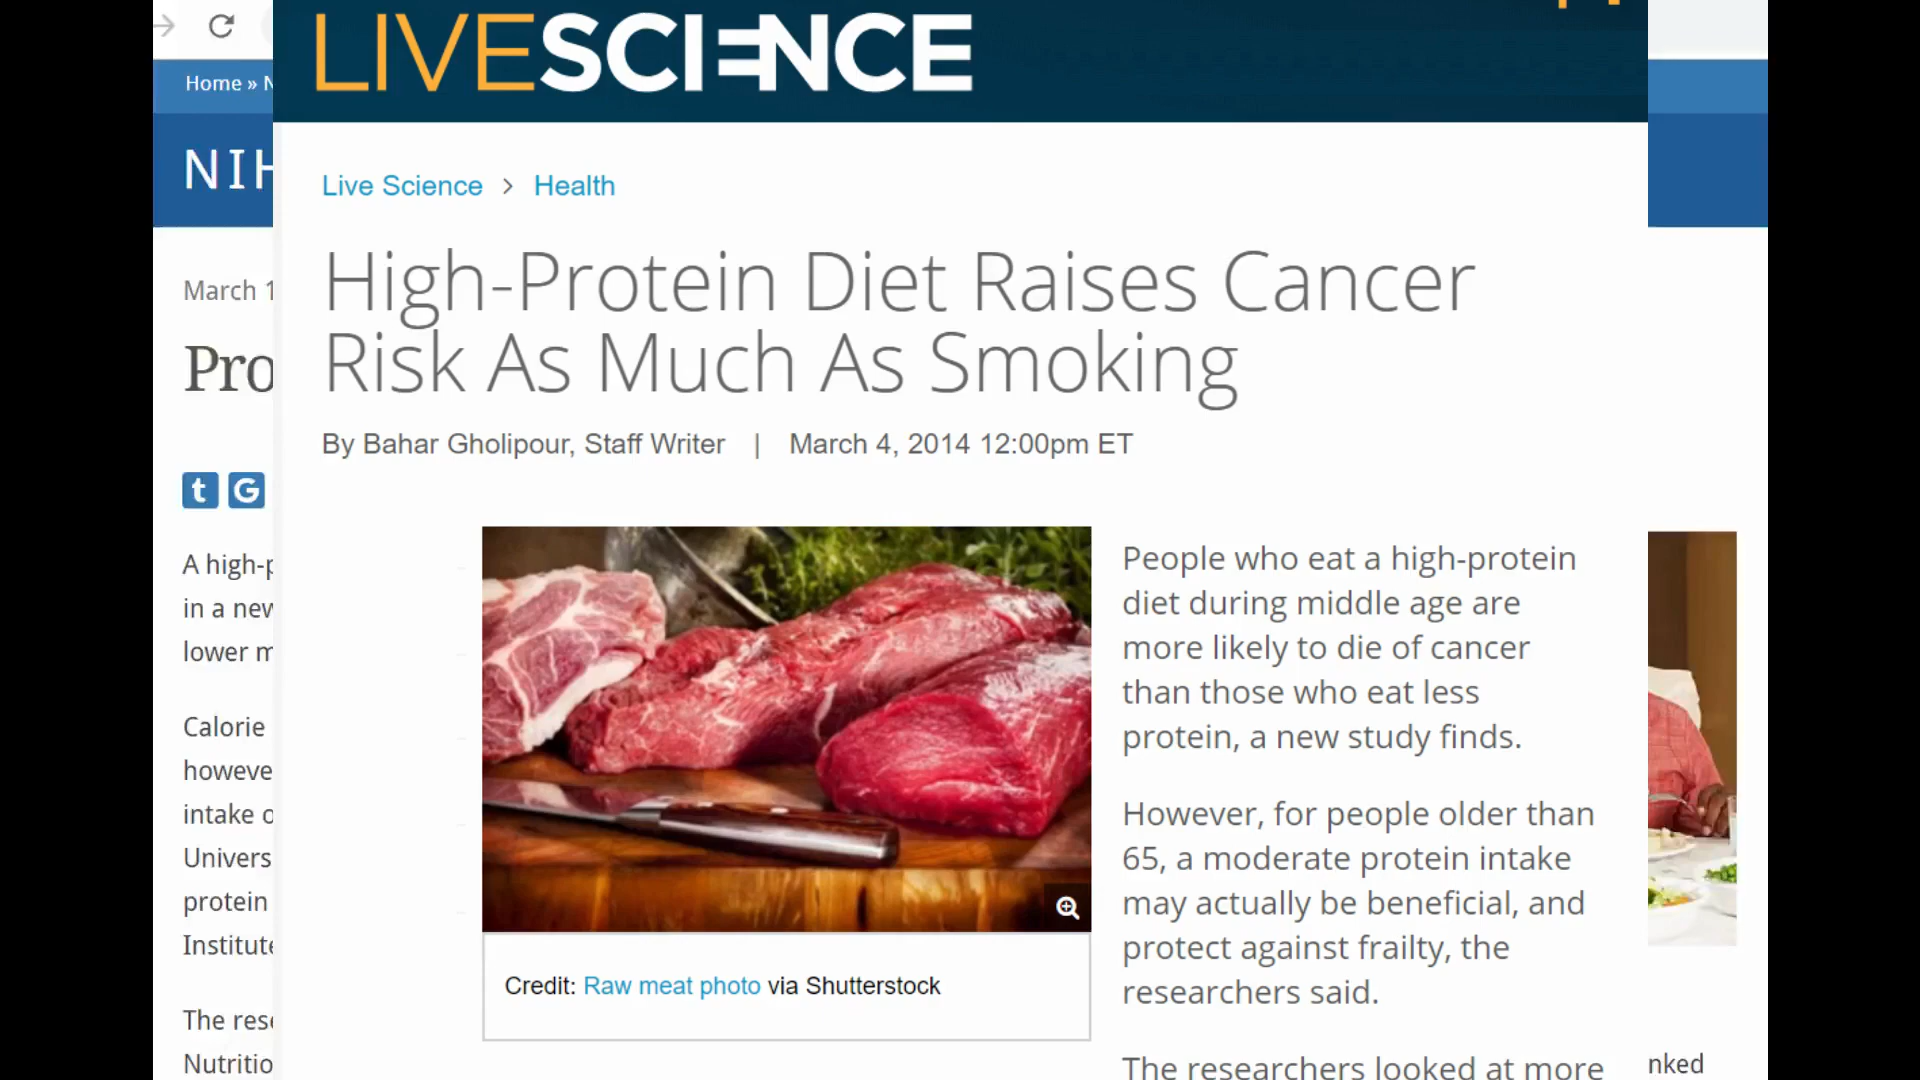 LIVESCIENCE
Home » N
NIH
Live Science > Health
March 1
High-Protein Diet Raises Cancer
Risk As Much As Smoking
Pro
By Bahar Gholipour, Staff Writer | March 4, 2014 12:00pm ET
t G
A high-p
in a new
lower m
Calorie
howeve
intake o
Univers
protein
Institute
The rese
Nutritio
Credit: Raw meat photo via Shutterstock
People who eat a high-protein
diet during middle age are
more likely to die of cancer
than those who eat less
protein, a new study finds.
However, for people older than
65, a moderate protein intake
may actually be beneficial, and
protect against frailty, the
researchers said.
The researchers looked at more
nked